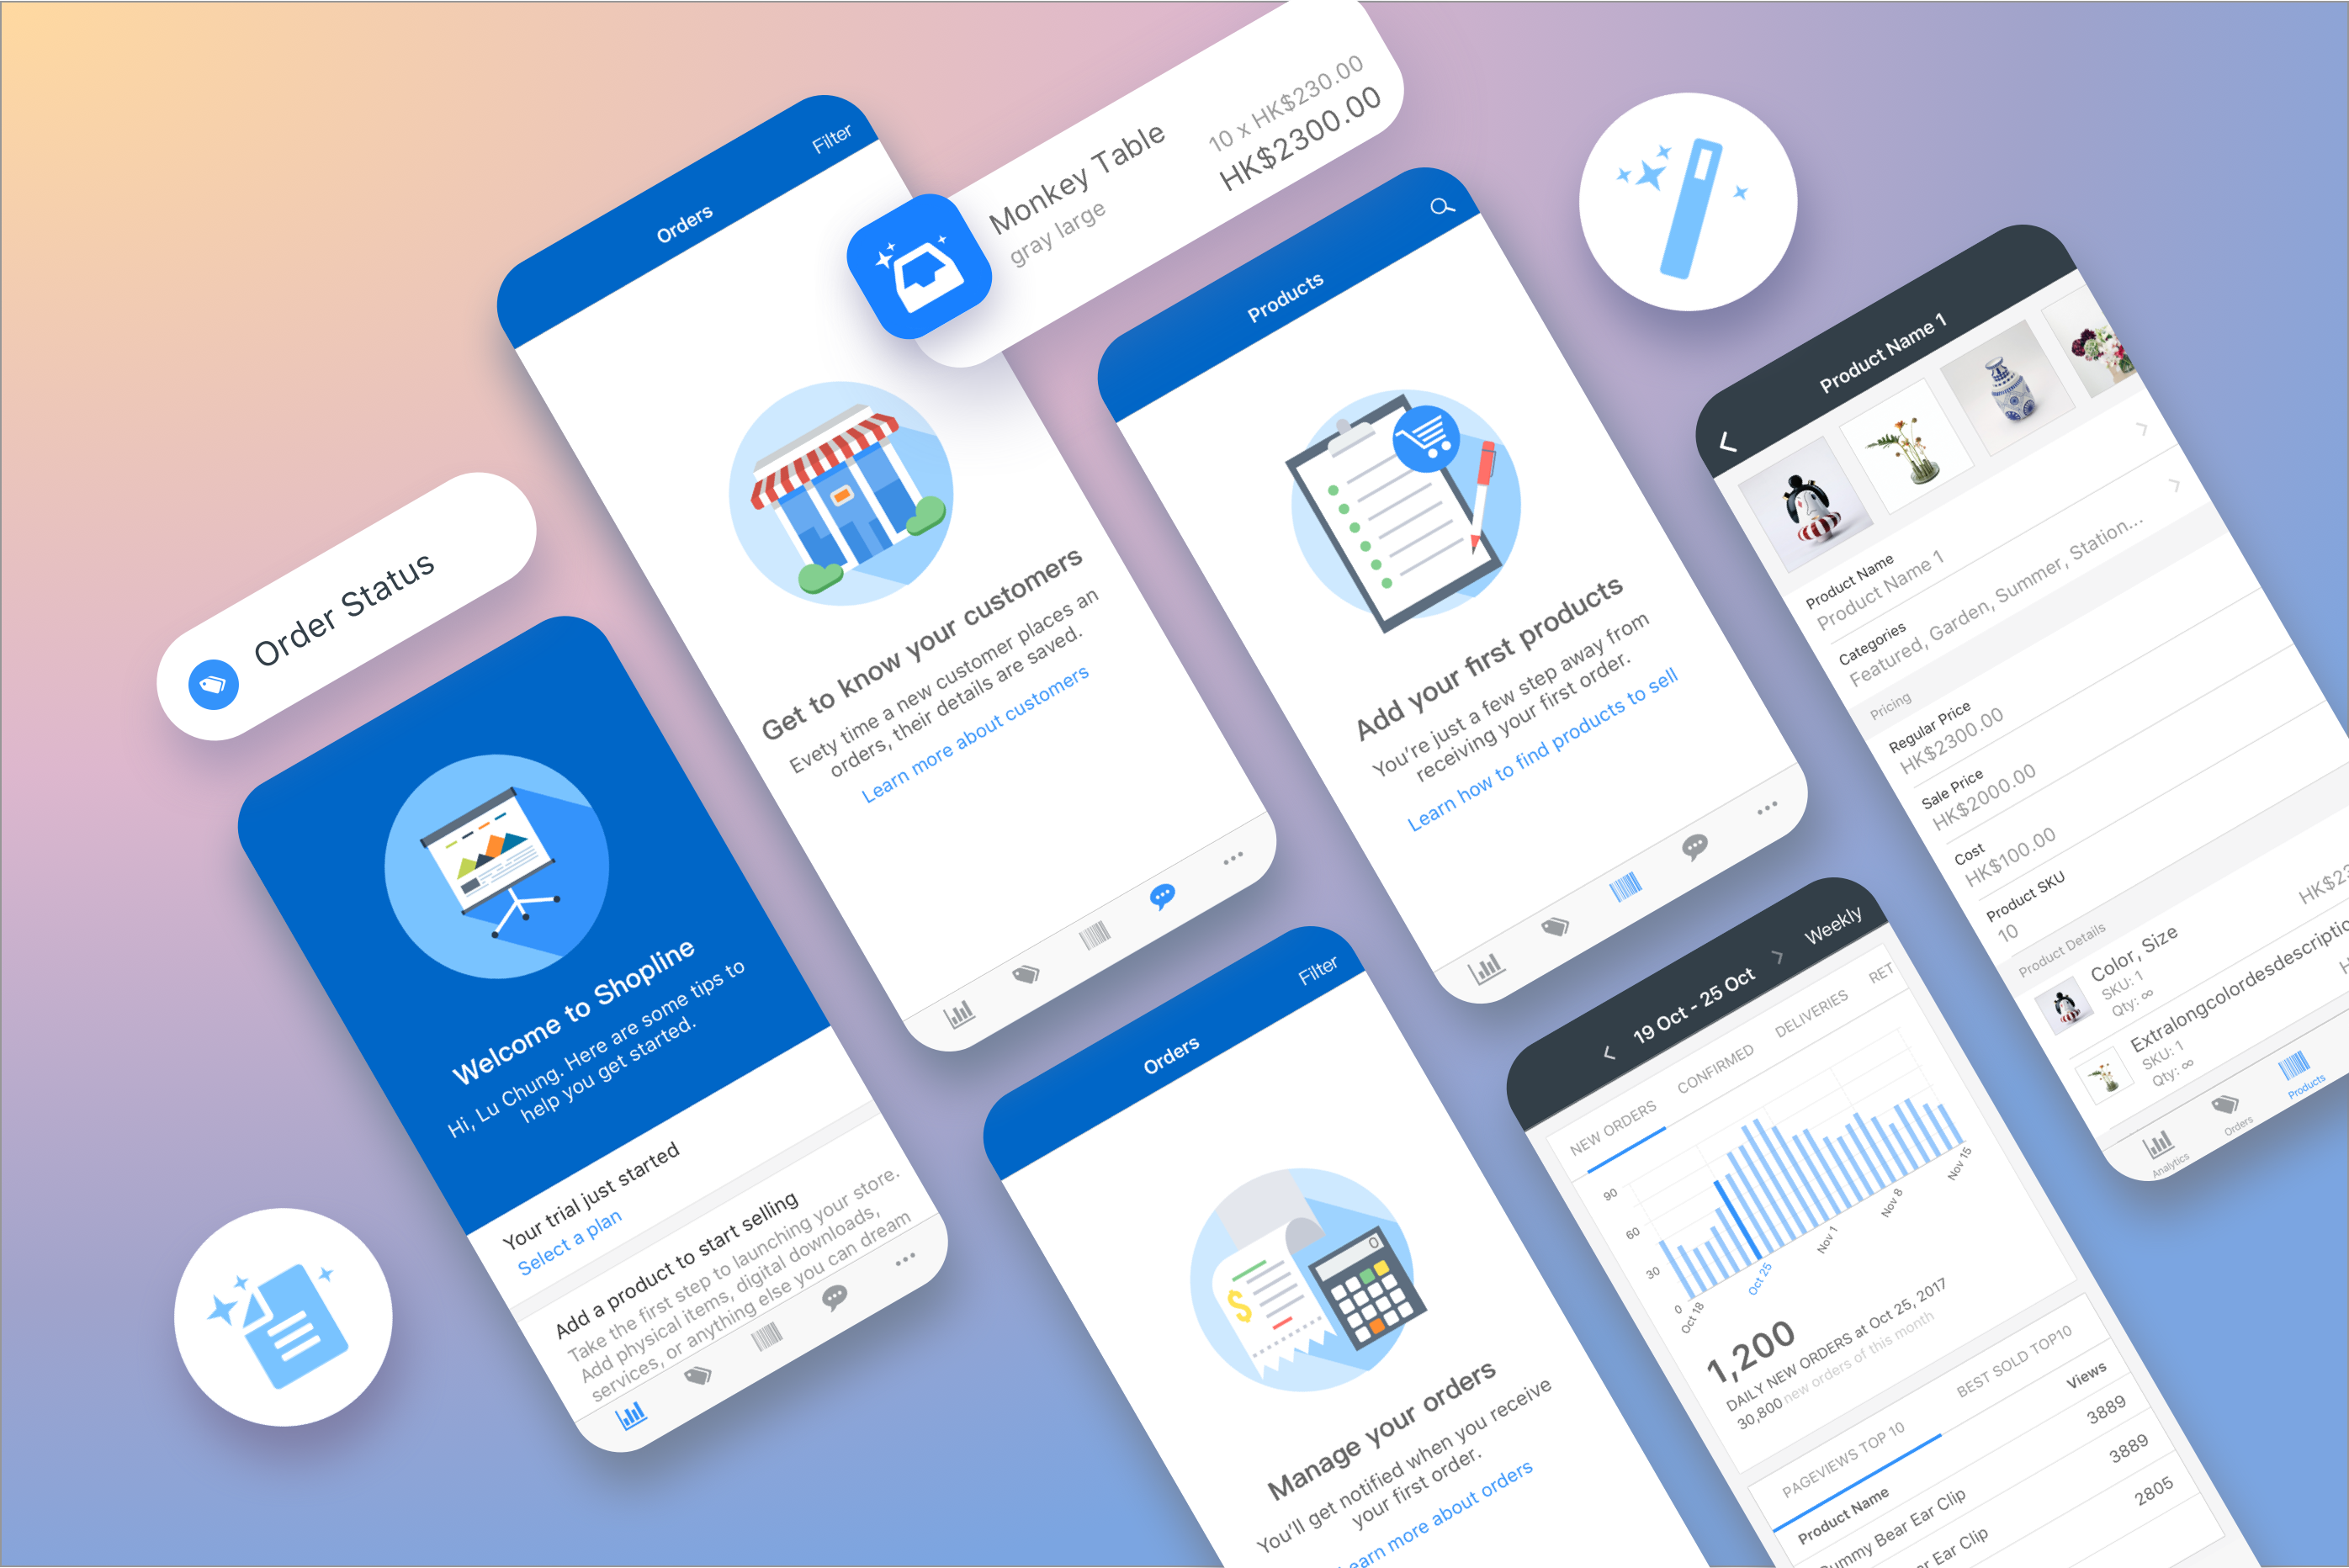 Order Status
Welcome to Shopline
Hi, Lu Chung. Here are some tips to
help you get started.
Your trial just started
Select a plan
Add a product to start selling
Take the first step to launching your store.
Add physical items, digital downloads,
services, or anything else you can dream
Filter
Orders
Get to know your customers
Evety time a new customer places an
orders, their details are saved.
Learn more about customers
Monkey Table
gray large
10 x HK$230.00
HK$2300.00
Products
Add your first products
You're just a few step away from
receiving your first order.
Learn how to find products to sell
Filter
Orders
$
0
Manage your orders
You'll get notified when you receive
your first order.
earn more about orders
19 Oct - 25 Oct
Weekly
NEW ORDERS
CONFIRMED
DELIVERIES
RET
90
60
30
0
Oct 18
Oct 25
Nov 1
Nov 8
Nov 15
1,200
DAILY NEW ORDERS at Oct 25, 2017
30,800 new orders of this month
PAGEVIEWS TOP 10
BEST SOLD TOP10
Product Name
Views
ummy Bear Ear Clip
3889
r Ear Clip
3889
2805
Product Name 1
Product Name
Product Name 1
Categories
Featured, Garden, Summer, Station...
Pricing
Regular Price
HK$2300.00
Sale Price
HK$2000.00
Cost
HK$100.00
Product SKU
10
Product Details
Color, Size
SKU: 1
Qty: ∞
HK$23
Extralongcolordesdescriptio
SKU: 1
Qty: ∞
H
Analytics
Orders
Products